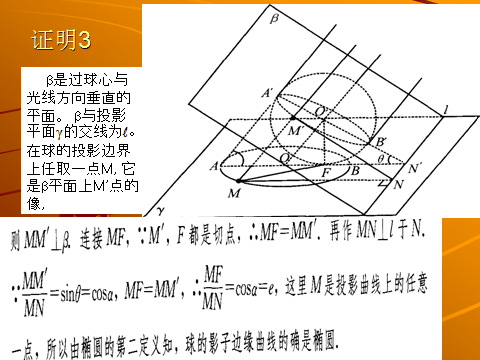 证明3
β是过球心与
光线方向垂直的
平面。β与投影
平面γ的交线为ℓ。
在球的投影边界
上任取一点M, 它
是β平面上M′点的
像,
β
A′
O′
l
M′
B′
θ
N′
A
O
F
B
N
M
γ
则MM′⊥β. 连接MF, ∵M′, F都是切点, ∴MF=MM′. 再作MN⊥l于N.
∵MM′/MN=sinθ=cosα, MF=MM′, ∴MF/MN=cosα=e, 这里M是投影曲线上的任意
一点, 所以由椭圆的第二定义知, 球的影子边缘曲线的确是椭圆.